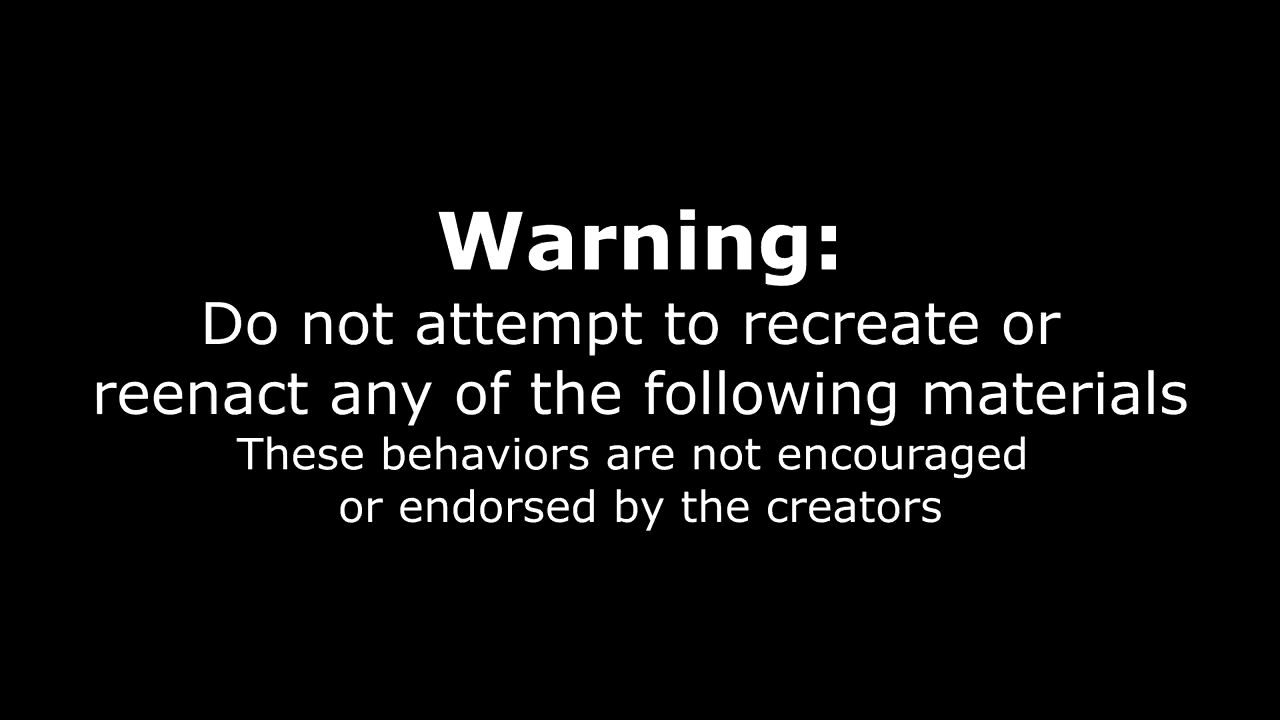 Warning:
Do not attempt to recreate or
reenact any of the following materials
These behaviors are not encouraged
or endorsed by the creators